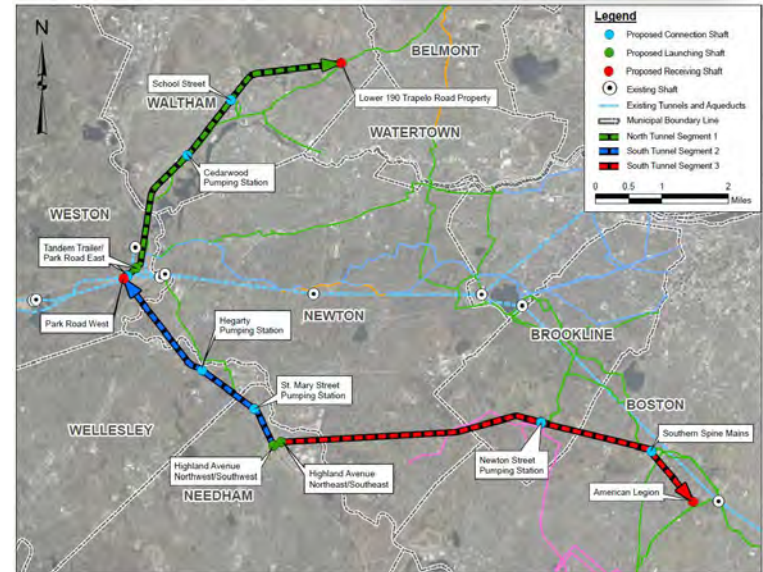 N
Legend
Proposed Connection Shaft
Proposed Launching Shaft
Proposed Receiving Shaft
Existing Shaft
Existing Tunnels and Aqueducts
Municipal Boundary Line
North Tunnel Segment 1
South Tunnel Segment 2
South Tunnel Segment 3
0 0.5 1 2
Miles
BELMONT
School Street
WALTHAM
Lower 190 Trapelo Road Property
WATERTOWN
Cedarwood
Pumping Station
WESTON
Tandem Trailer/
Park Road East
Park Road West
NEWTON
Hegarty
Pumping Station
BROOKLINE
St. Mary Street
Pumping Station
BOSTON
WELLESLEY
Southern Spine Mains
Newton Street
Pumping Station
Highland Avenue
Northwest/Southwest
Highland Avenue
Northeast/Southeast
NEEDHAM
American Legion